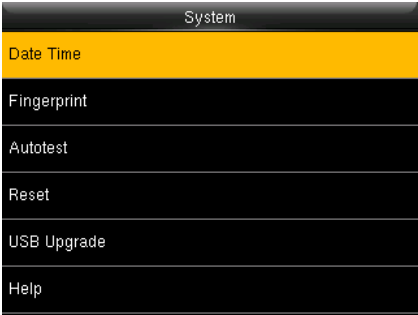 System
Date Time
Fingerprint
Autotest
Reset
USB Upgrade
Help